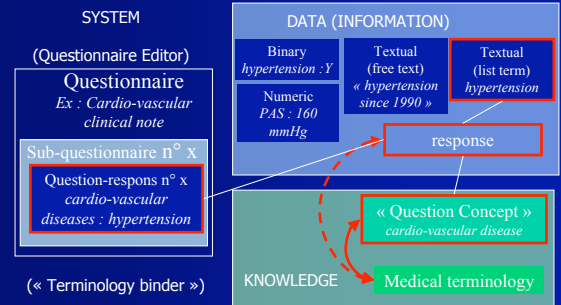 SYSTEM
(Questionnaire Editor)
Questionnaire
Ex : Cardio-vascular
clinical note
Sub-questionnaire n° x
Question-respons n° x
cardio-vascular
diseases : hypertension
(« Terminology binder »)
DATA (INFORMATION)
Binary
hypertension :Y
Numeric
PAS : 160
mmHg
Textual
(free text)
« hypertension
since 1990 »
Textual
(list term)
hypertension
response
« Question Concept »
cardio-vascular disease
KNOWLEDGE
Medical terminology